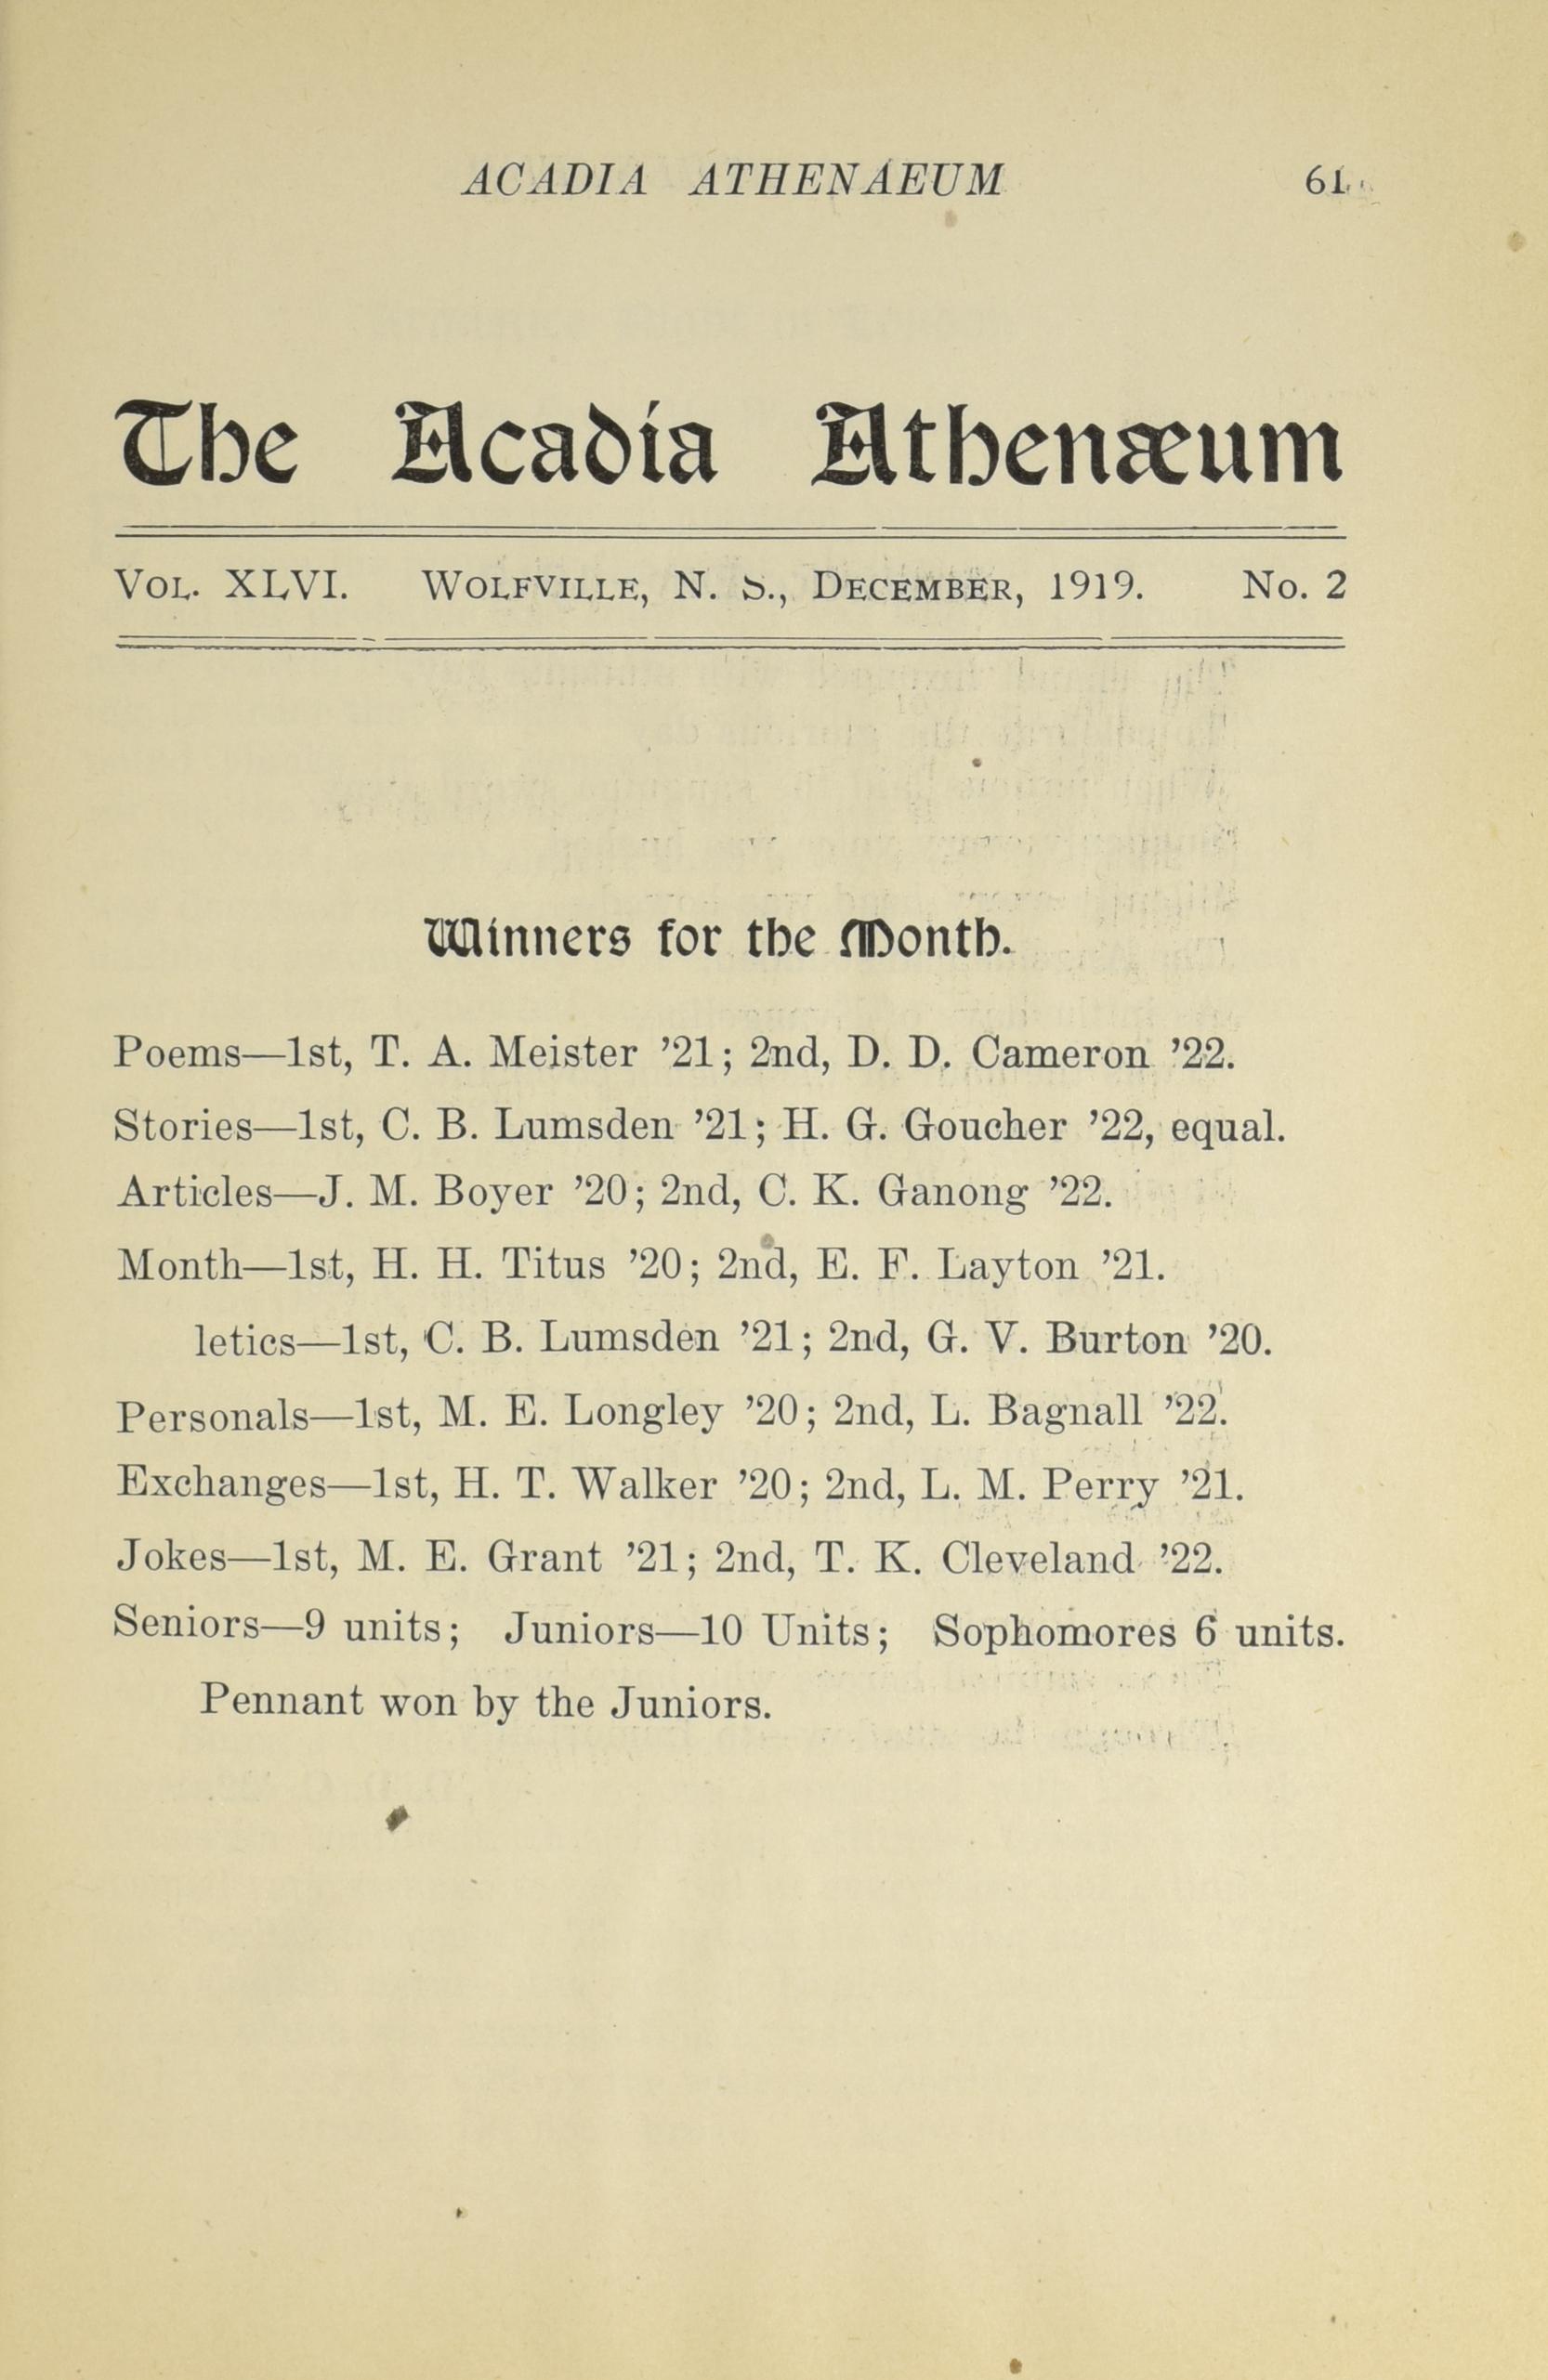 ACADIA ATHENAEUM 61
The Acadia Athenæum
VOL. XLVI. WOLFVILLE, N. S., DECEMBER, 1919. No. 2
Winners for the Month.
Poems—1st, T. A. Meister ’21; 2nd, D. D. Cameron ’22.
Stories—1st, C. B. Lumsden ’21; H. G. Goucher ’22, equal.
Articles—J. M. Boyer ’20; 2nd, C. K. Ganong ’22.
Month—1st, H. H. Titus ’20; 2nd, E. F. Layton ’21.
letics—1st, C. B. Lumsden ’21; 2nd, G. V. Burton ’20.
Personals—1st, M. E. Longley ’20; 2nd, L. Bagnall ’22.
Exchanges—1st, H. T. Walker ’20; 2nd, L. M. Perry ’21.
Jokes—1st, M. E. Grant ’21; 2nd, T. K. Cleveland ’22.
Seniors—9 units; Juniors—10 Units; Sophomores 6 units.
Pennant won by the Juniors.